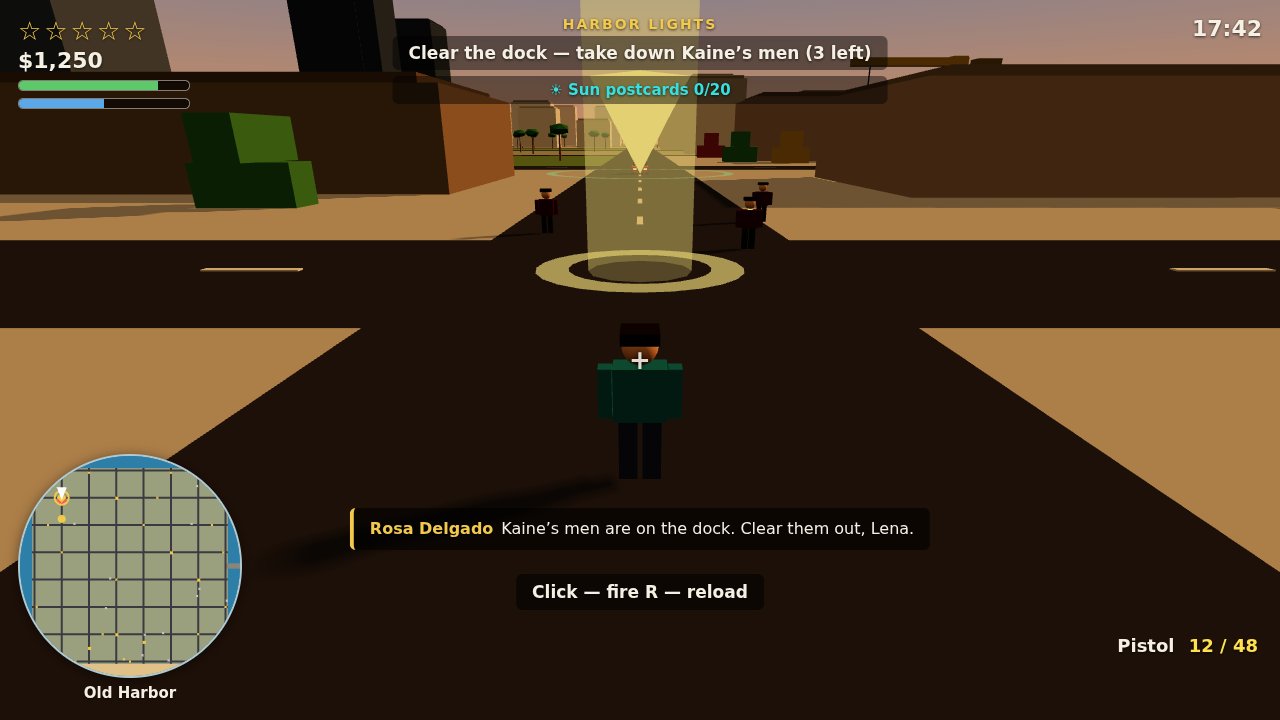 ☆☆☆☆☆
$1,250
HARBOR LIGHTS
Clear the dock — take down Kaine’s men (3 left)
☀ Sun postcards 0/20
17:42
Rosa Delgado Kaine’s men are on the dock. Clear them out, Lena.
Click — fire R — reload
Pistol 12 / 48
Old Harbor